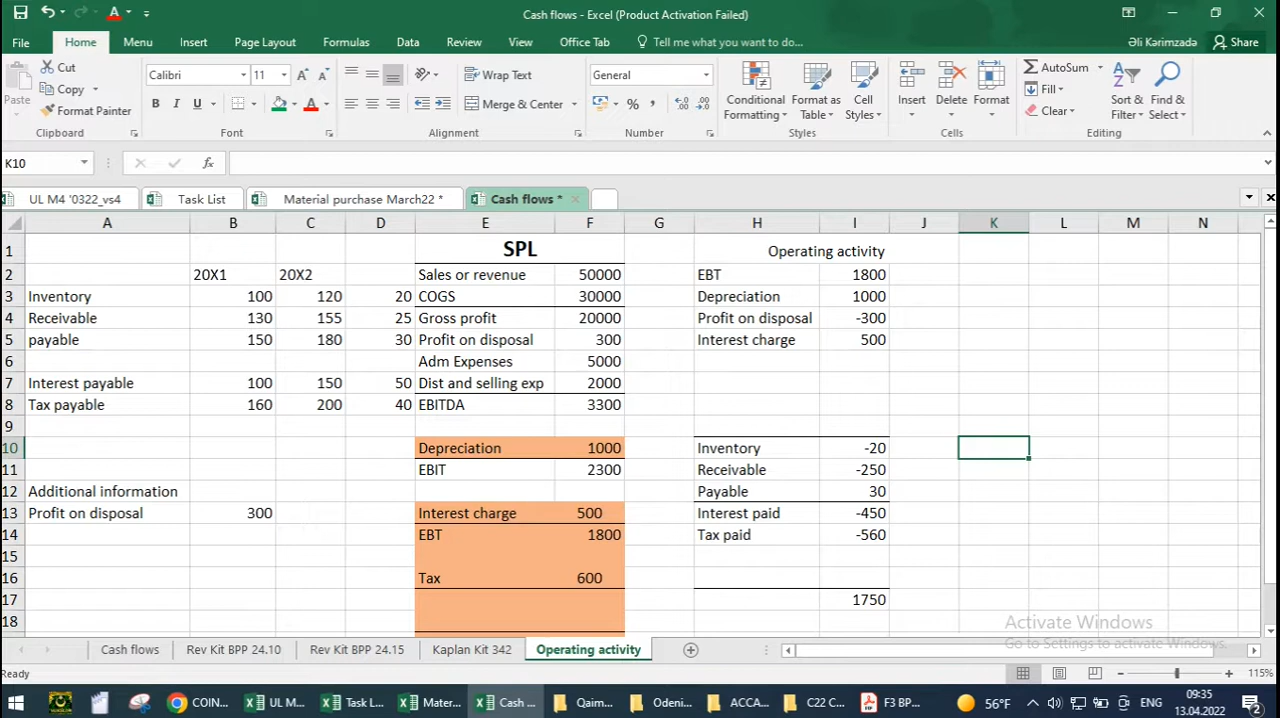 Cash flows - Excel (Product Activation Failed)
File Home Menu Insert Page Layout Formulas Data Review View Office Tab Tell me what you want to do... Əli Kərimzadə Share
Cut
Copy
Format Painter
Paste
Clipboard
Calibri 11
B I U
Font
Wrap Text
Merge & Center
Alignment
General
Number
Conditional Formatting
Format as Table
Cell Styles
Styles
Insert Delete Format
Cells
AutoSum
Fill
Clear
Sort & Filter
Find & Select
Editing
K10 fx
UL M4 '0322_vs4 Task List Material purchase March22 * Cash flows *
A B C D E F G H I J K L M N
1 SPL Operating activity
2 20X1 20X2 Sales or revenue 50000 EBT 1800
3 Inventory 100 120 20 COGS 30000 Depreciation 1000
4 Receivable 130 155 25 Gross profit 20000 Profit on disposal -300
5 payable 150 180 30 Profit on disposal 300 Interest charge 500
6 Adm Expenses 5000
7 Interest payable 100 150 50 Dist and selling exp 2000
8 Tax payable 160 200 40 EBITDA 3300
9
10 Depreciation 1000 Inventory -20
11 EBIT 2300 Receivable -250
12 Additional information Payable 30
13 Profit on disposal 300 Interest charge 500 Interest paid -450
14 EBT 1800 Tax paid -560
15
16 Tax 600
17 1750
18
Activate Windows
Go to Settings to activate Windows.
Cash flows Rev Kit BPP 24.10 Rev.Kit BPP 24.15 Kaplan Kit 342 Operating activity
Ready 115%
COIN... UL M... Task L... Mater... Cash ... Qaim... Odeni... ACCA... C22 C... F3 BP... 56°F ENG 09:35
13.04.2022
2